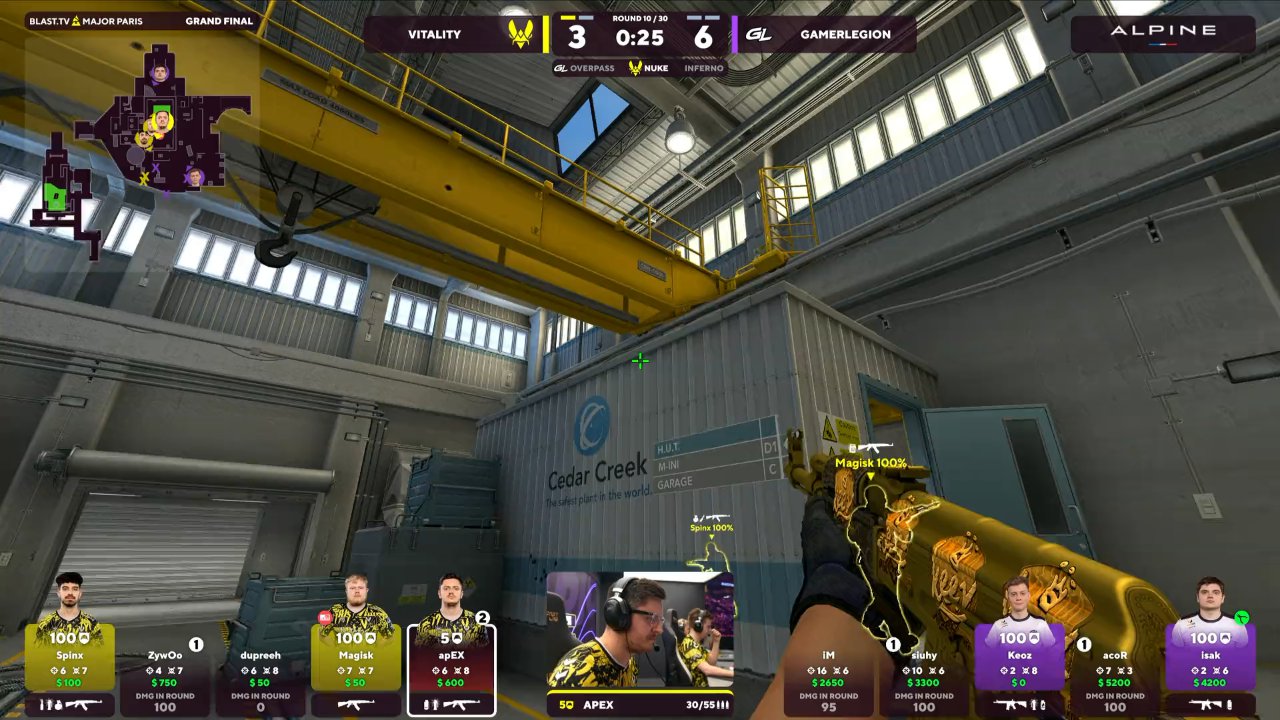 BLAST.TV MAJOR PARIS
GRAND FINAL
VITALITY
3
ROUND 10 / 30
0:25
6
GL
GAMERLEGION
GL OVERPASS
NUKE
INFERNO
ALPINE
Cedar Creek
The safest plant in the world.
H.U.T.
M-INI
GARAGE
D1
C
Magisk 100%
Spinx 100%
100
Spinx
6 7
$100
1
ZywOo
4 7
$750
DMG IN ROUND
100
dupreeh
6 8
$50
DMG IN ROUND
0
100
Magisk
7 7
$50
2
5
apEX
6 8
$600
5 APEX
30/55
iM
16 6
$2650
DMG IN ROUND
95
1
siuhy
10 6
$3300
DMG IN ROUND
100
100
Keoz
2 8
$0
1
acoR
7 3
$5200
DMG IN ROUND
100
100
isak
2 6
$4200